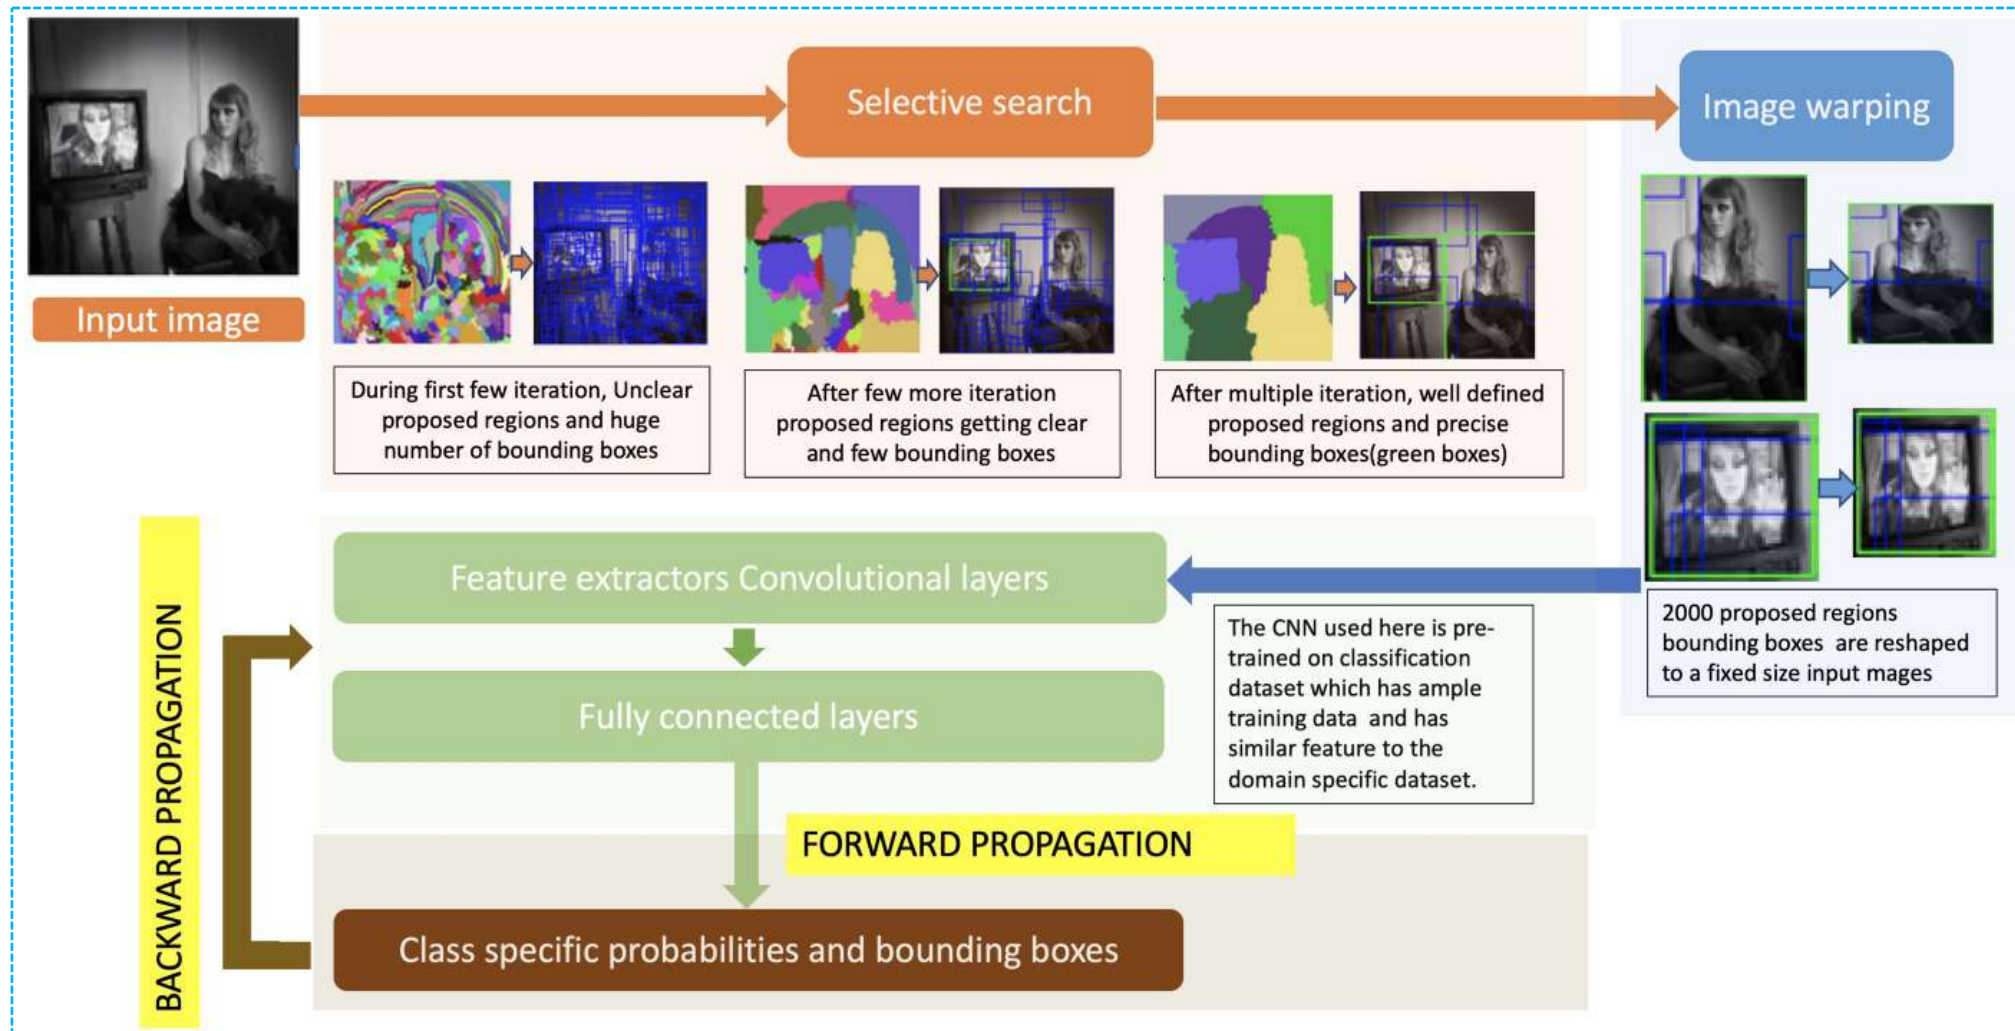 Selective search
Image warping
Input image
During first few iteration, Unclear
proposed regions and huge
number of bounding boxes
After few more iteration
proposed regions getting clear
and few bounding boxes
After multiple iteration, well defined
proposed regions and precise
bounding boxes(green boxes)
2000 proposed regions
bounding boxes are reshaped
to a fixed size input mages
Feature extractors Convolutional layers
The CNN used here is pre-
trained on classification
dataset which has ample
training data and has
similar feature to the
domain specific dataset.
Fully connected layers
FORWARD PROPAGATION
Class specific probabilities and bounding boxes
BACKWARD PROPAGATION